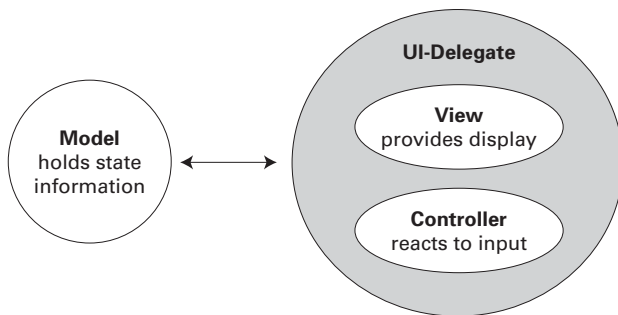 Model
holds state
information
UI-Delegate
View
provides display
Controller
reacts to input